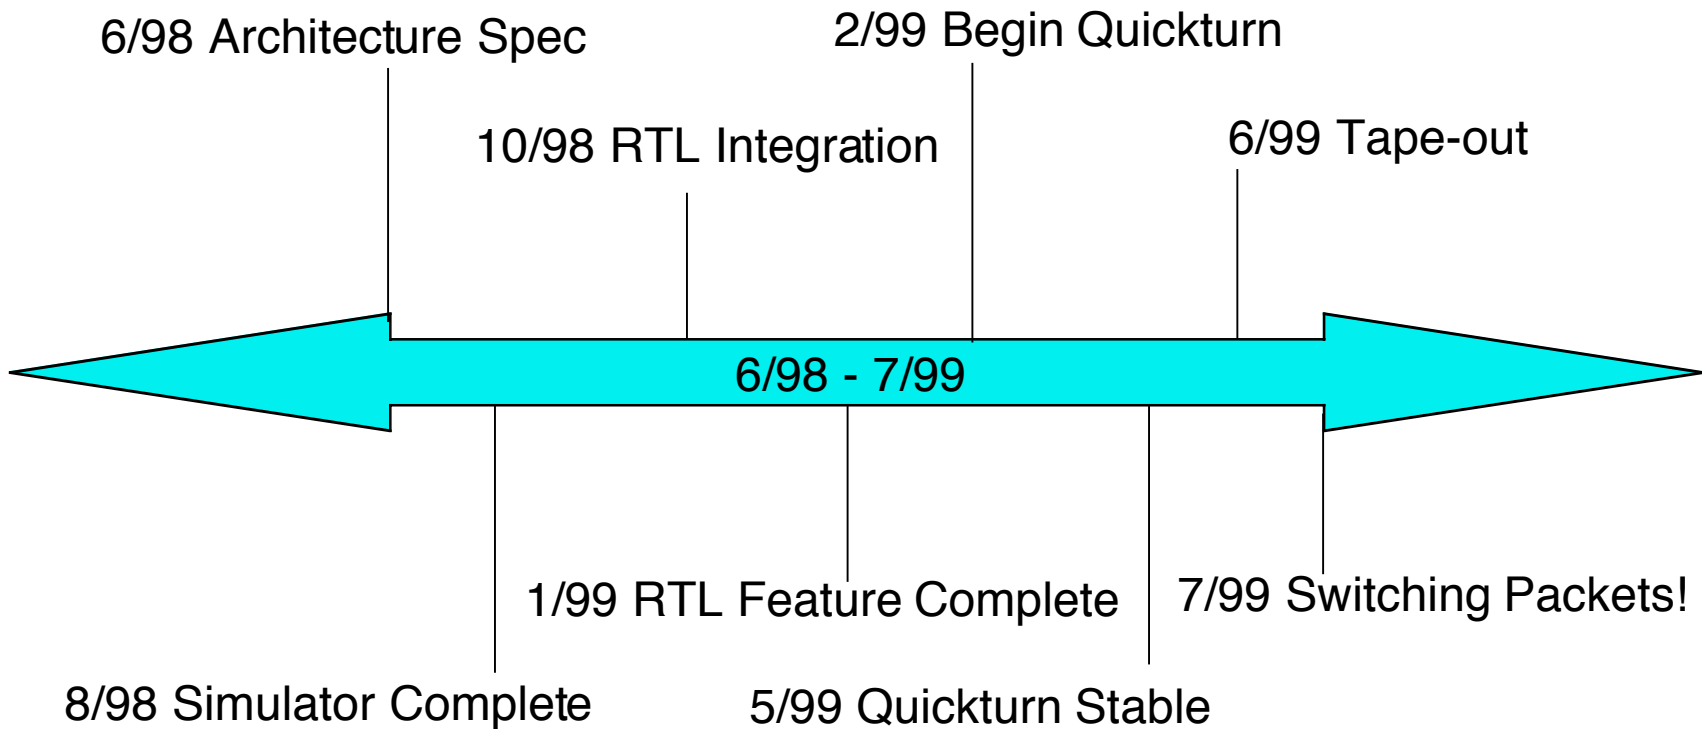 6/98 Architecture Spec
2/99 Begin Quickturn
10/98 RTL Integration
6/99 Tape-out
6/98 - 7/99
1/99 RTL Feature Complete
7/99 Switching Packets!
8/98 Simulator Complete
5/99 Quickturn Stable